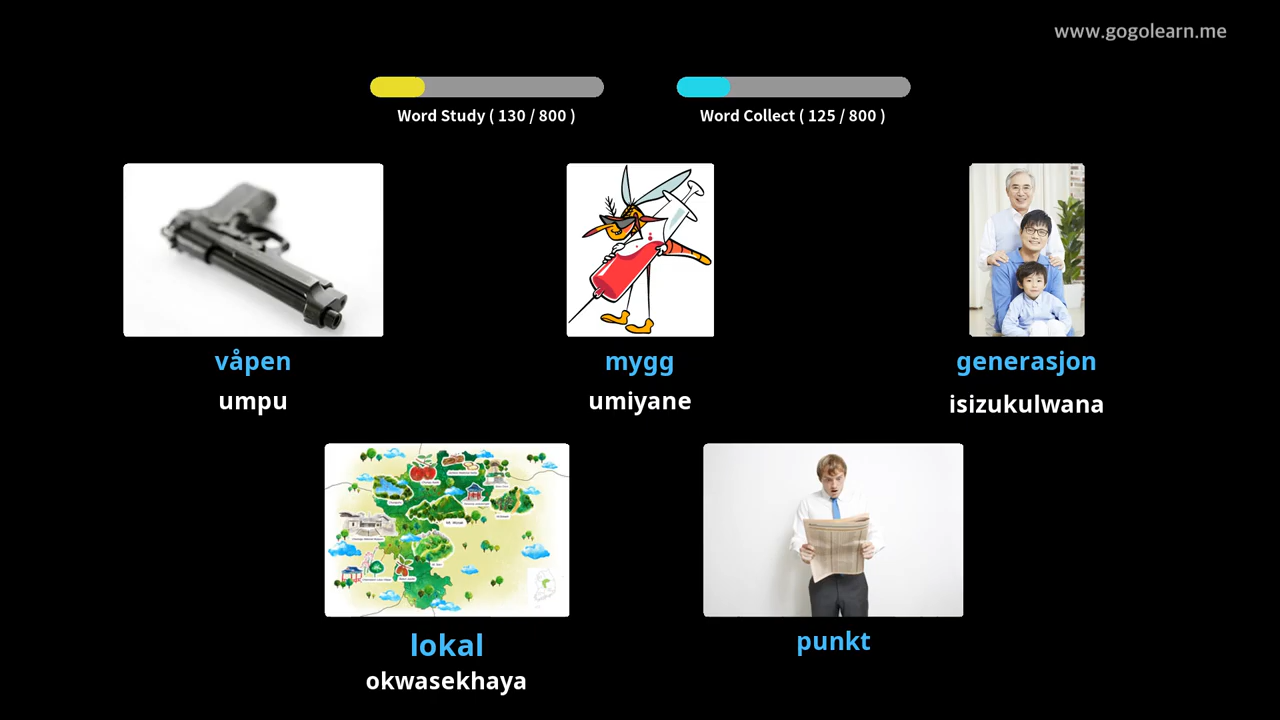 www.gogolearn.me
Word Study ( 130 / 800 )
Word Collect ( 125 / 800 )
våpen
mygg
generasjon
umpu
umiyane
isizukulwana
lokal
punkt
okwasekhaya